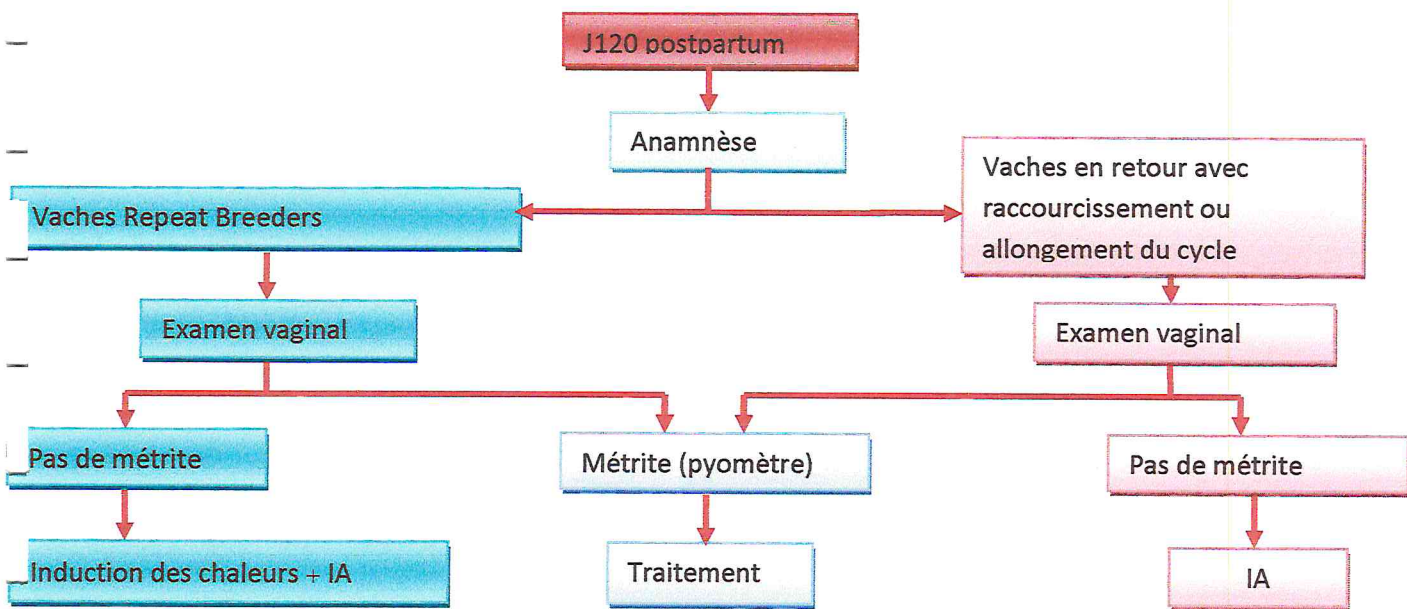 J120 postpartum
Anamnèse
Vaches Repeat Breeders
Vaches en retour avec
raccourcissement ou
allongement du cycle
Examen vaginal
Examen vaginal
Pas de métrite
Métrite (pyomètre)
Pas de métrite
Induction des chaleurs + IA
Traitement
IA